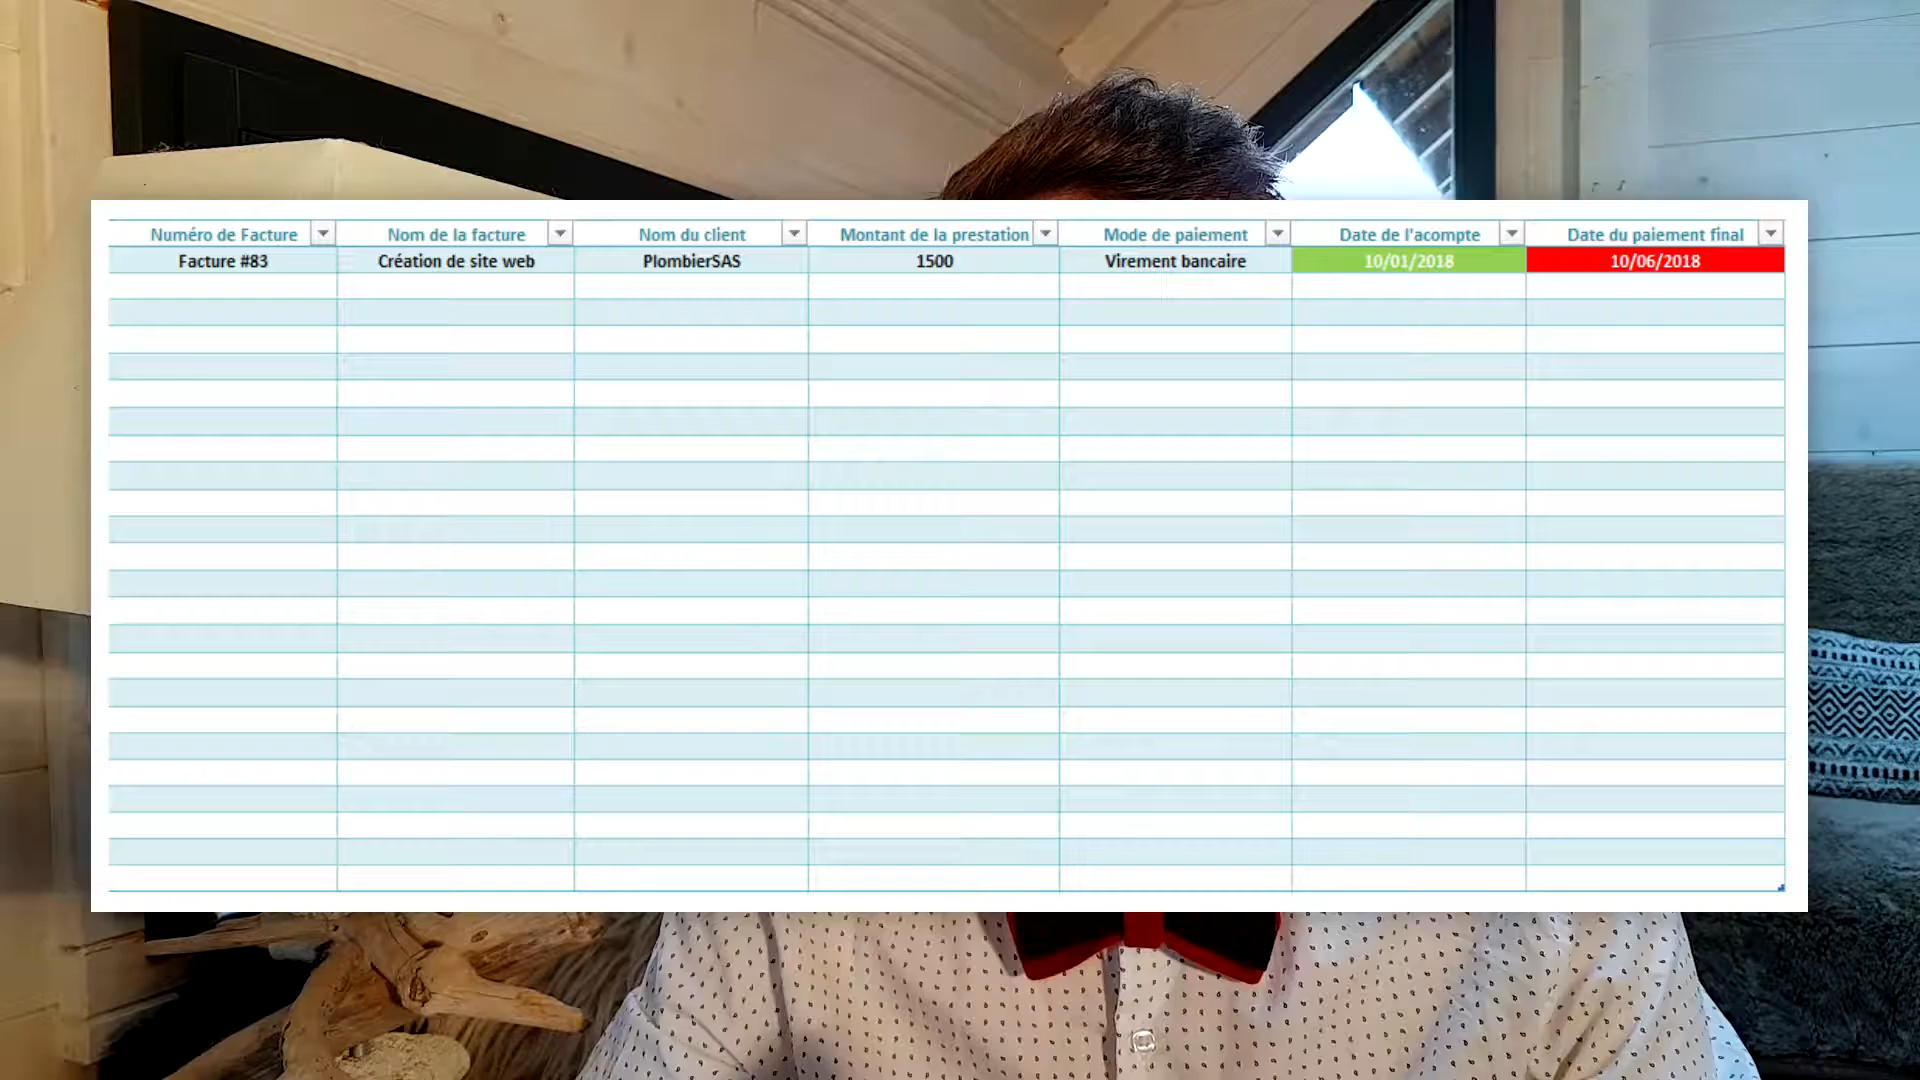 Numéro de Facture Nom de la facture Nom du client Montant de la prestation Mode de paiement Date de l'acompte Date du paiement final
Facture #83 Création de site web PlombierSAS 1500 Virement bancaire 10/01/2018 10/06/2018